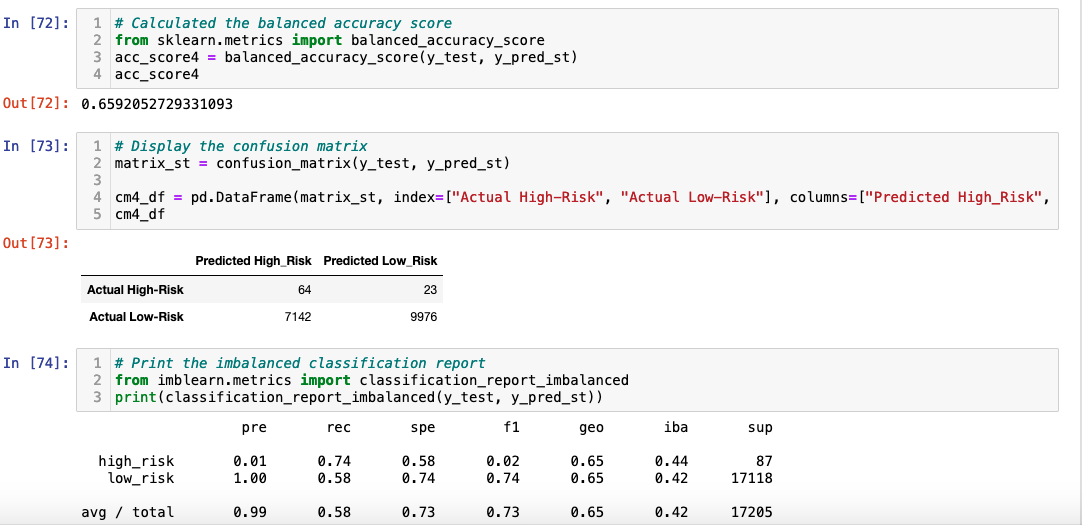 In [72]:
1 # Calculated the balanced accuracy score
2 from sklearn.metrics import balanced_accuracy_score
3 acc_score4 = balanced_accuracy_score(y_test, y_pred_st)
4 acc_score4
Out[72]: 0.6592052729331093
In [73]:
1 # Display the confusion matrix
2 matrix_st = confusion_matrix(y_test, y_pred_st)
3
4 cm4_df = pd.DataFrame(matrix_st, index=["Actual High-Risk", "Actual Low-Risk"], columns=["Predicted High_Risk",
5 cm4_df
Out[73]:
Predicted High_Risk Predicted Low_Risk
Actual High-Risk 64 23
Actual Low-Risk 7142 9976
In [74]:
1 # Print the imbalanced classification report
2 from imblearn.metrics import classification_report_imbalanced
3 print(classification_report_imbalanced(y_test, y_pred_st))
pre rec spe f1 geo iba sup
high_risk 0.01 0.74 0.58 0.02 0.65 0.44 87
low_risk 1.00 0.58 0.74 0.74 0.65 0.42 17118
avg / total 0.99 0.58 0.73 0.73 0.65 0.42 17205